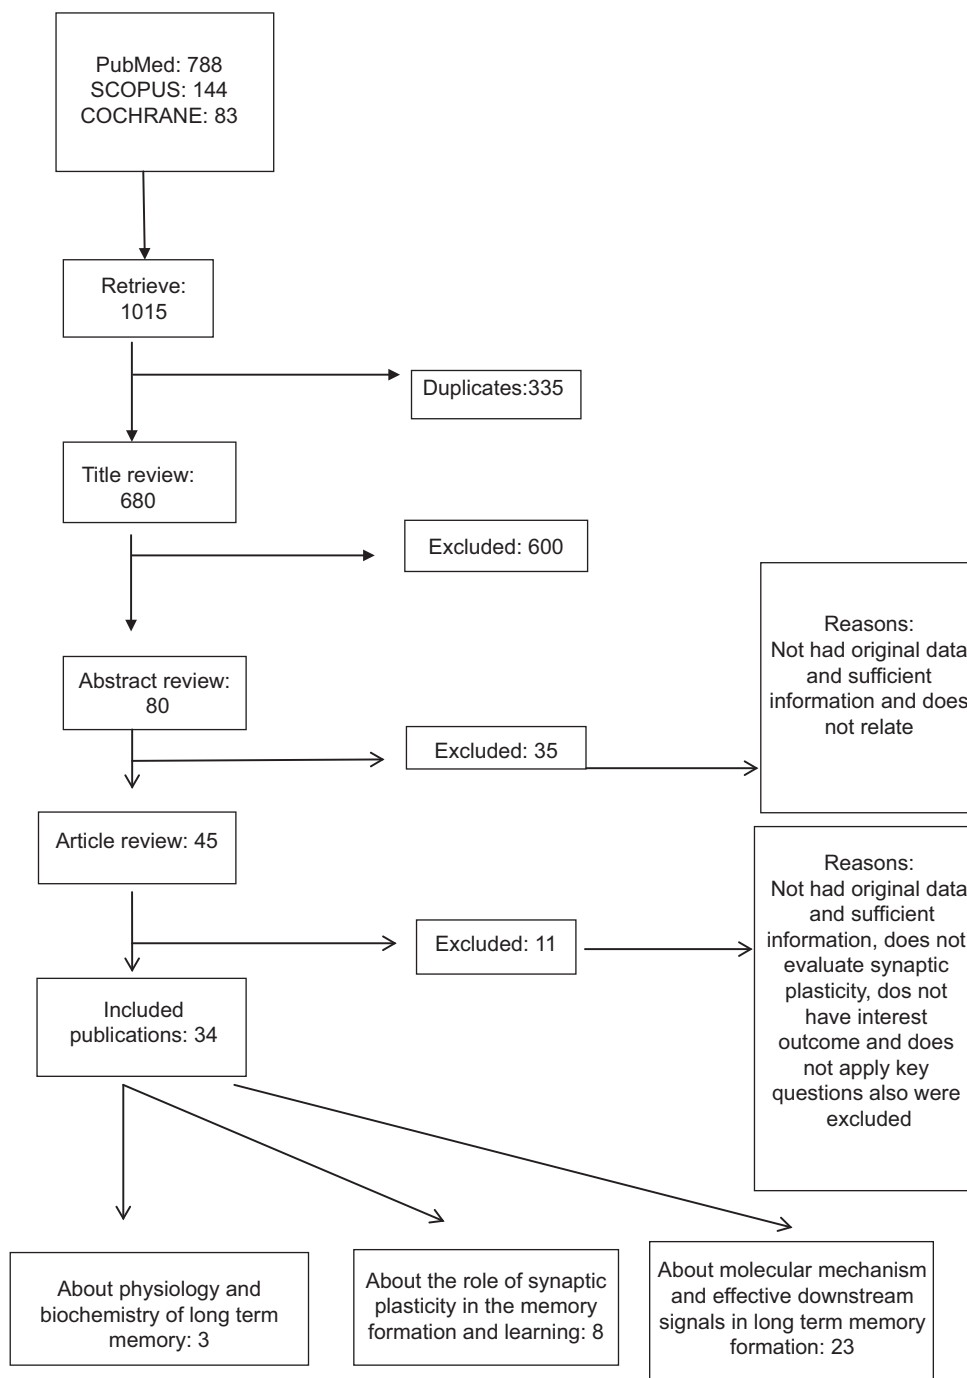 PubMed: 788
SCOPUS: 144
COCHRANE: 83
Retrieve:
1015
Duplicates:335
Title review:
680
Excluded: 600
Abstract review:
80
Excluded: 35
Reasons:
Not had original data
and sufficient
information and does
not relate
Article review: 45
Excluded: 11
Reasons:
Not had original data
and sufficient
information, does not
evaluate synaptic
plasticity, dos not
have interest
outcome and does
not apply key
questions also were
excluded
Included
publications: 34
About physiology and
biochemistry of long term
memory: 3
About the role of synaptic
plasticity in the memory
formation and learning: 8
About molecular mechanism
and effective downstream
signals in long term memory
formation: 23